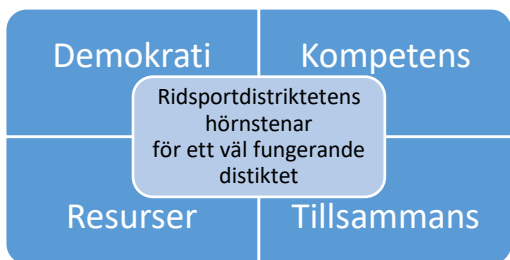 Demokrati
Kompetens
Ridsportdistriktetens
hörnstenar
för ett väl fungerande
distiktet
Resurser
Tillsammans